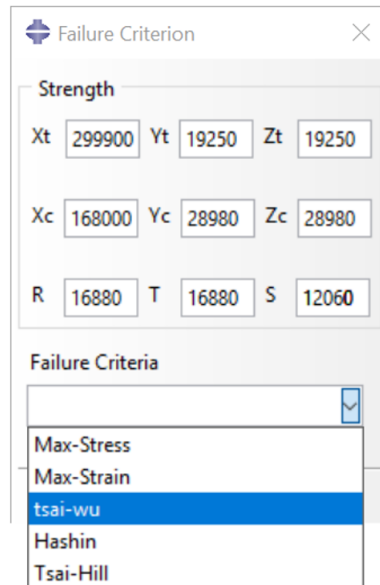 Failure Criterion
Strength
Xt 299900 Yt 19250 Zt 19250
Xc 168000 Yc 28980 Zc 28980
R 16880 T 16880 S 12060
Failure Criteria
Max-Stress
Max-Strain
tsai-wu
Hashin
Tsai-Hill